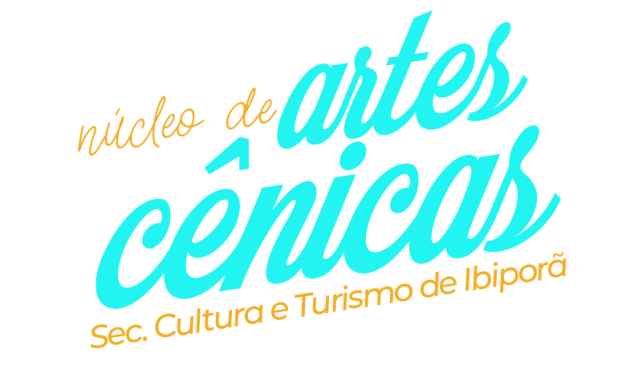 núcleo de artes
cênicas
Sec. Cultura e Turismo de Ibiporã